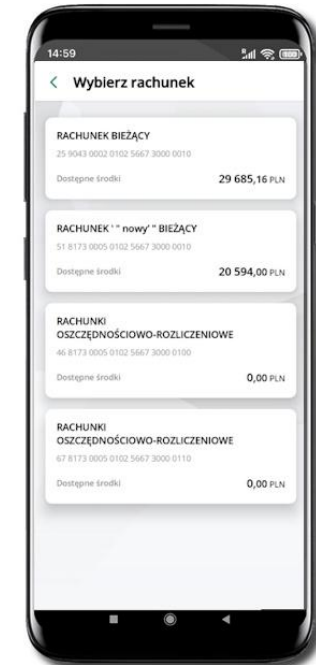 14:59
100
Wybierz rachunek
RACHUNEK BIEŻĄCY
25 9043 0002 0102 5667 3000 0010
Dostępne środki 29 685,16 PLN
RACHUNEK ' " nowy' " BIEŻĄCY
51 8173 0005 0102 5667 3000 0010
Dostępne środki 20 594,00 PLN
RACHUNKI
OSZCZĘDNOŚCIOWO-ROZLICZENIOWE
46 8173 0005 0102 5667 3000 0100
Dostępne środki 0,00 PLN
RACHUNKI
OSZCZĘDNOŚCIOWO-ROZLICZENIOWE
67 8173 0005 0102 5667 3000 0110
Dostępne środki 0,00 PLN